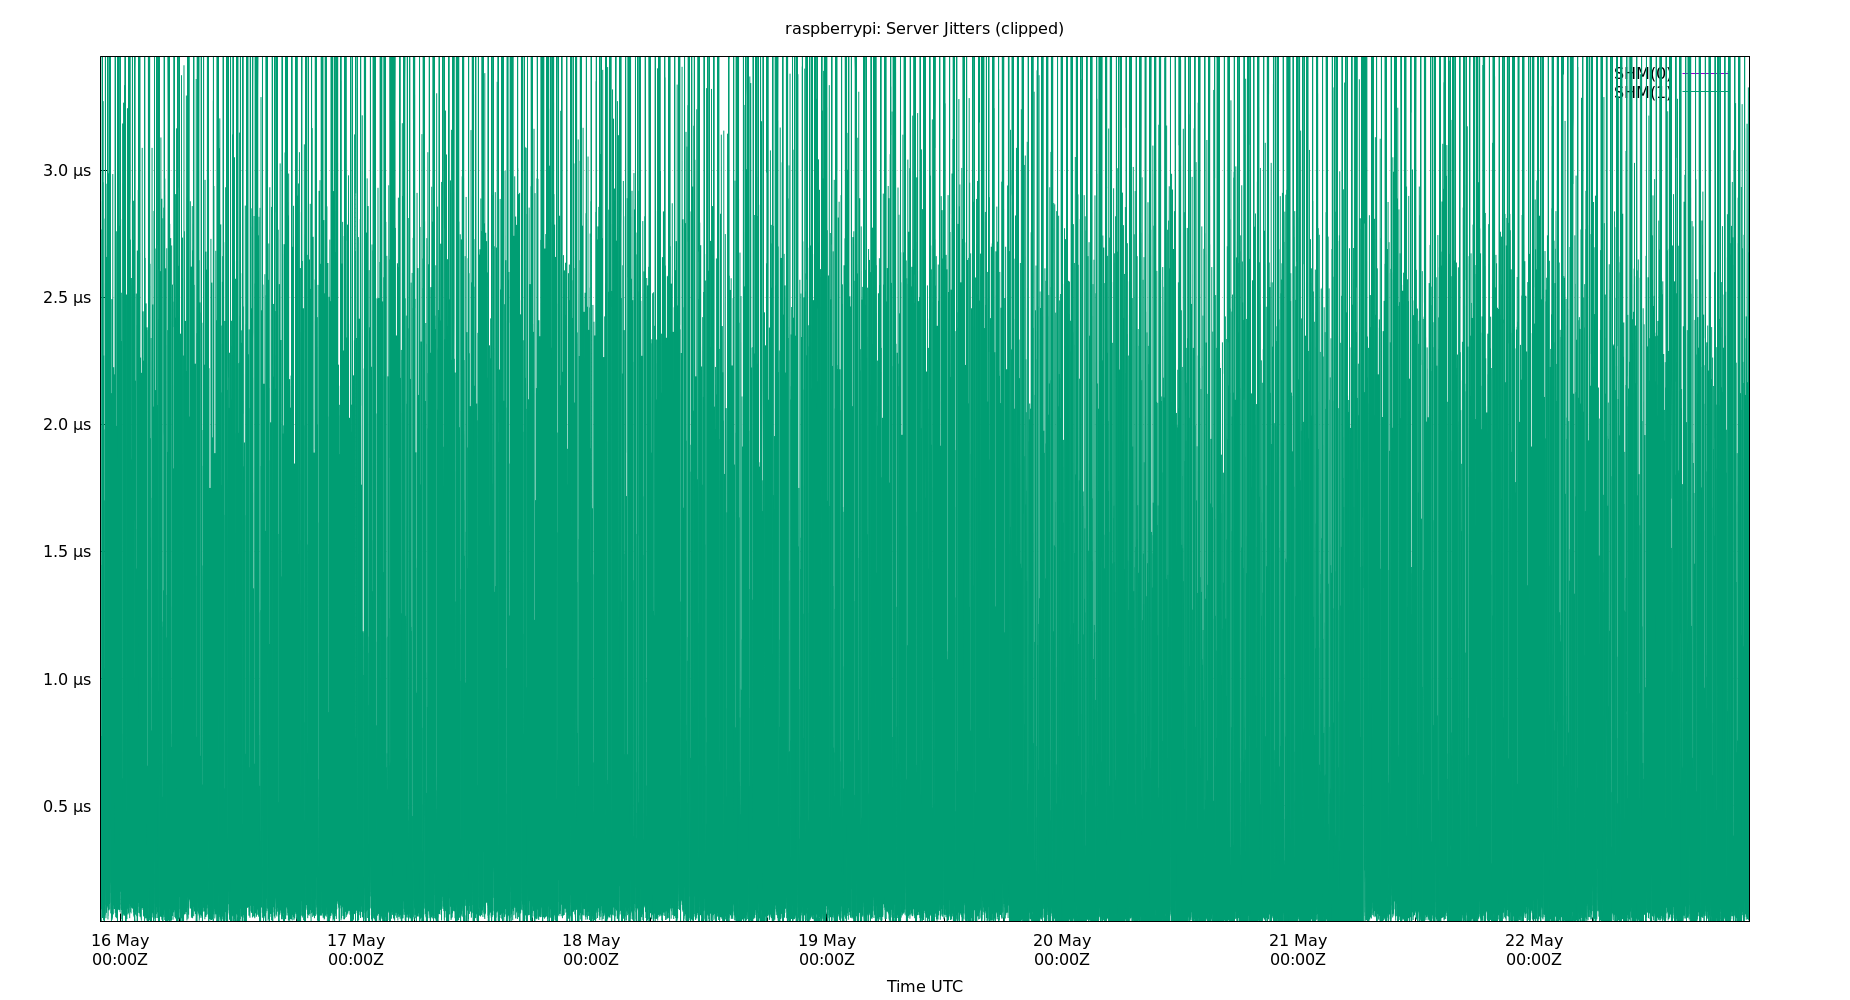 raspberrypi: Server Jitters (clipped)
SHM(0)
SHM(1)
3.0 µs
2.5 µs
2.0 µs
1.5 µs
1.0 µs
0.5 µs
16 May 17 May 18 May 19 May 20 May 21 May 22 May
00:00Z 00:00Z 00:00Z 00:00Z 00:00Z 00:00Z 00:00Z
Time UTC